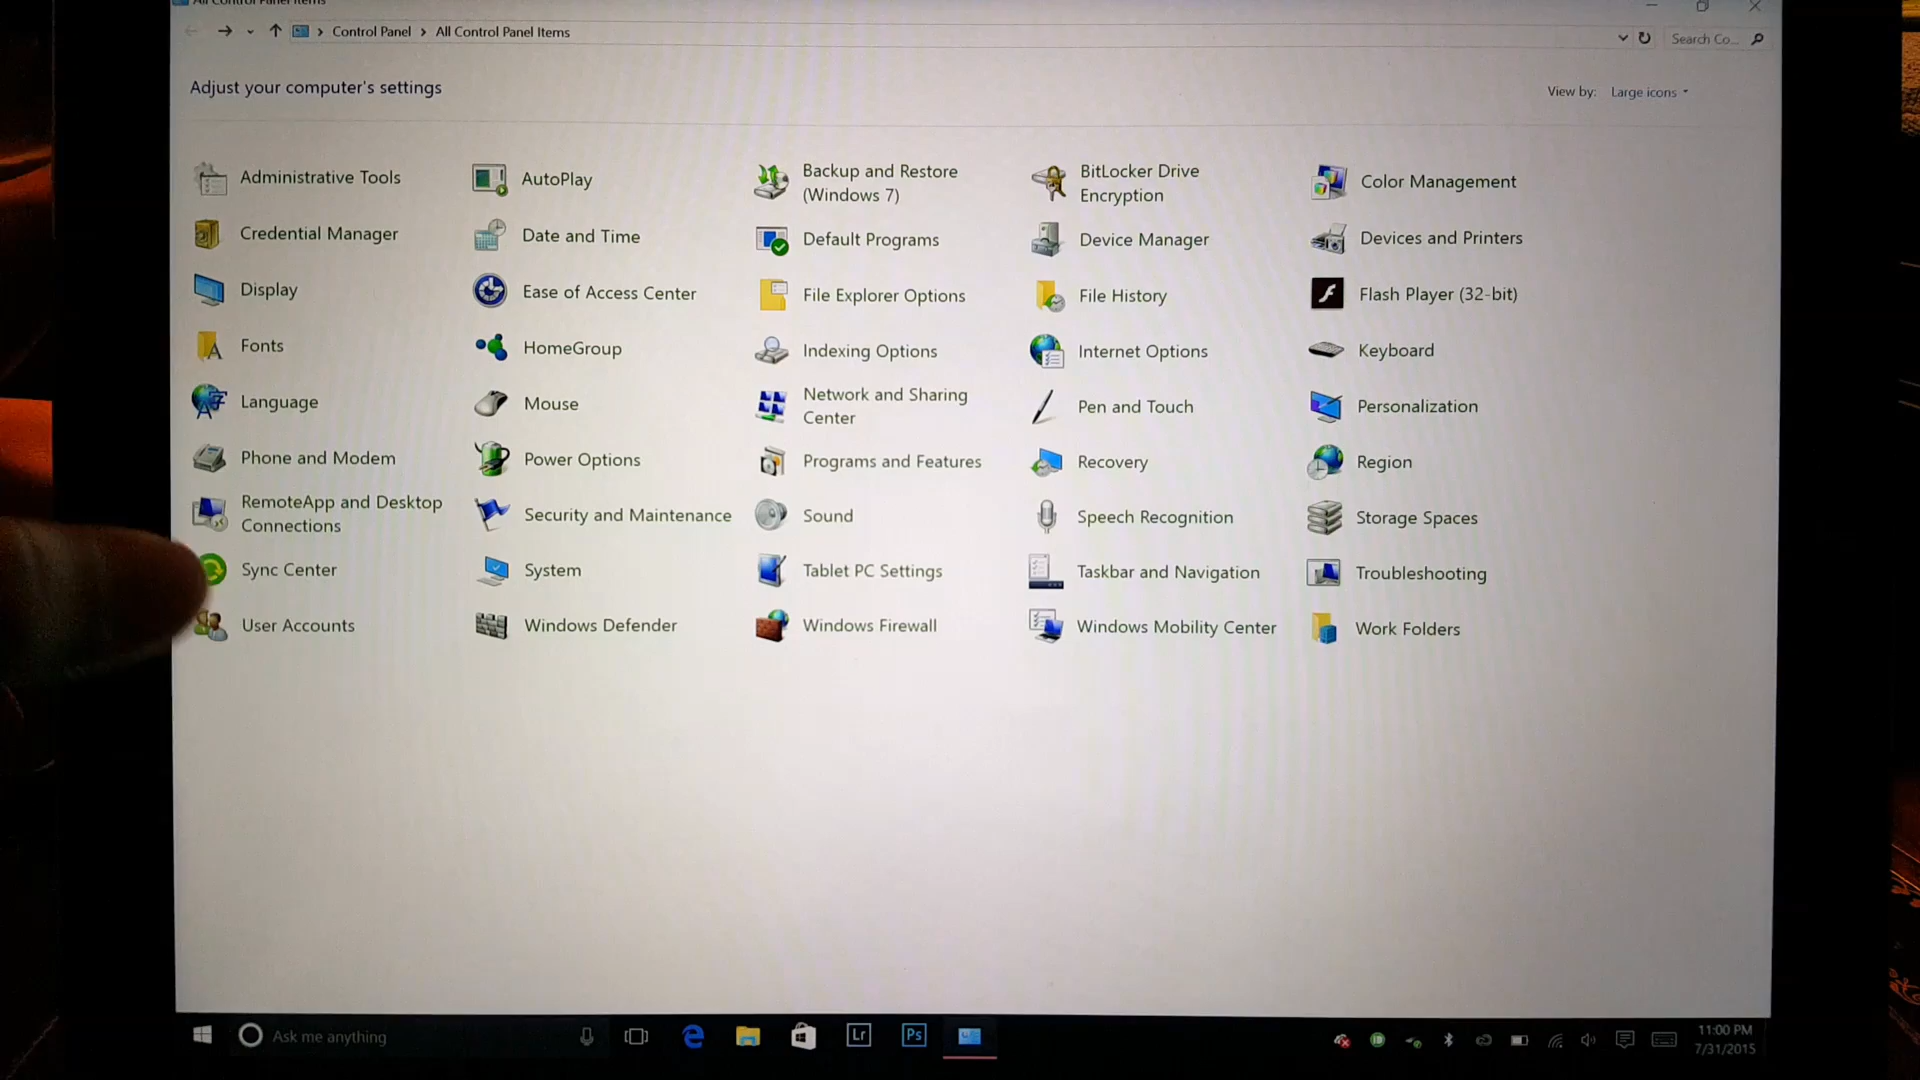 All Control Panel Items
Control Panel > All Control Panel Items
Search Co...
Adjust your computer's settings
View by: Large icons
Administrative Tools
AutoPlay
Backup and Restore
(Windows 7)
BitLocker Drive
Encryption
Color Management
Credential Manager
Date and Time
Default Programs
Device Manager
Devices and Printers
Display
Ease of Access Center
File Explorer Options
File History
Flash Player (32-bit)
Fonts
HomeGroup
Indexing Options
Internet Options
Keyboard
Language
Mouse
Network and Sharing
Center
Pen and Touch
Personalization
Phone and Modem
Power Options
Programs and Features
Recovery
Region
RemoteApp and Desktop
Connections
Security and Maintenance
Sound
Speech Recognition
Storage Spaces
Sync Center
System
Tablet PC Settings
Taskbar and Navigation
Troubleshooting
User Accounts
Windows Defender
Windows Firewall
Windows Mobility Center
Work Folders
Ask me anything
Lr
Ps
11:00 PM
7/31/2015